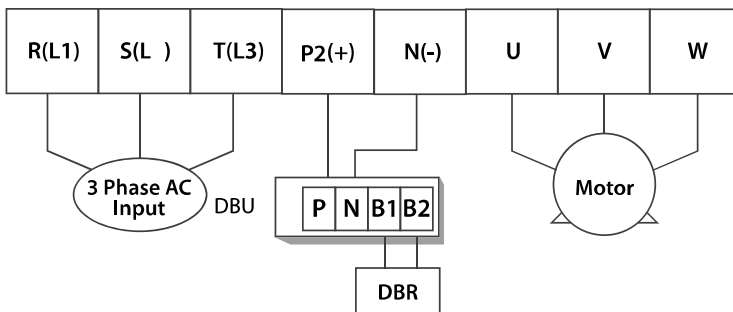 R(L1) S(L ) T(L3) P2(+) N(-) U V W
3 Phase AC
Input
DBU
P N B1 B2
Motor
DBR